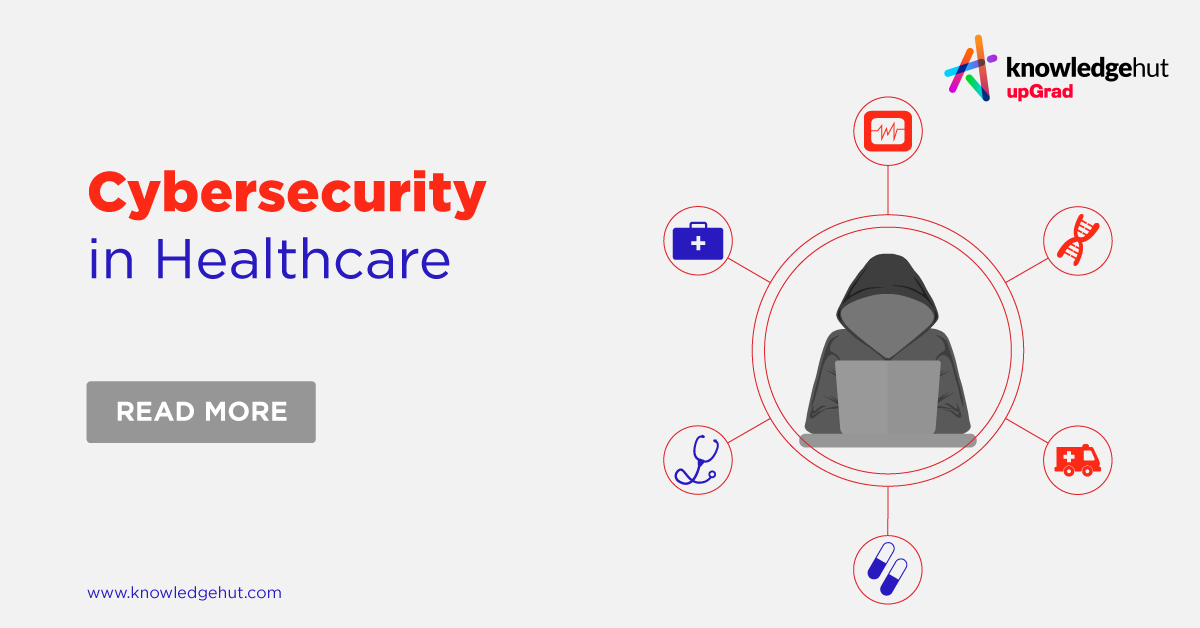 knowledgehut
upGrad
Cybersecurity
in Healthcare
READ MORE
www.knowledgehut.com